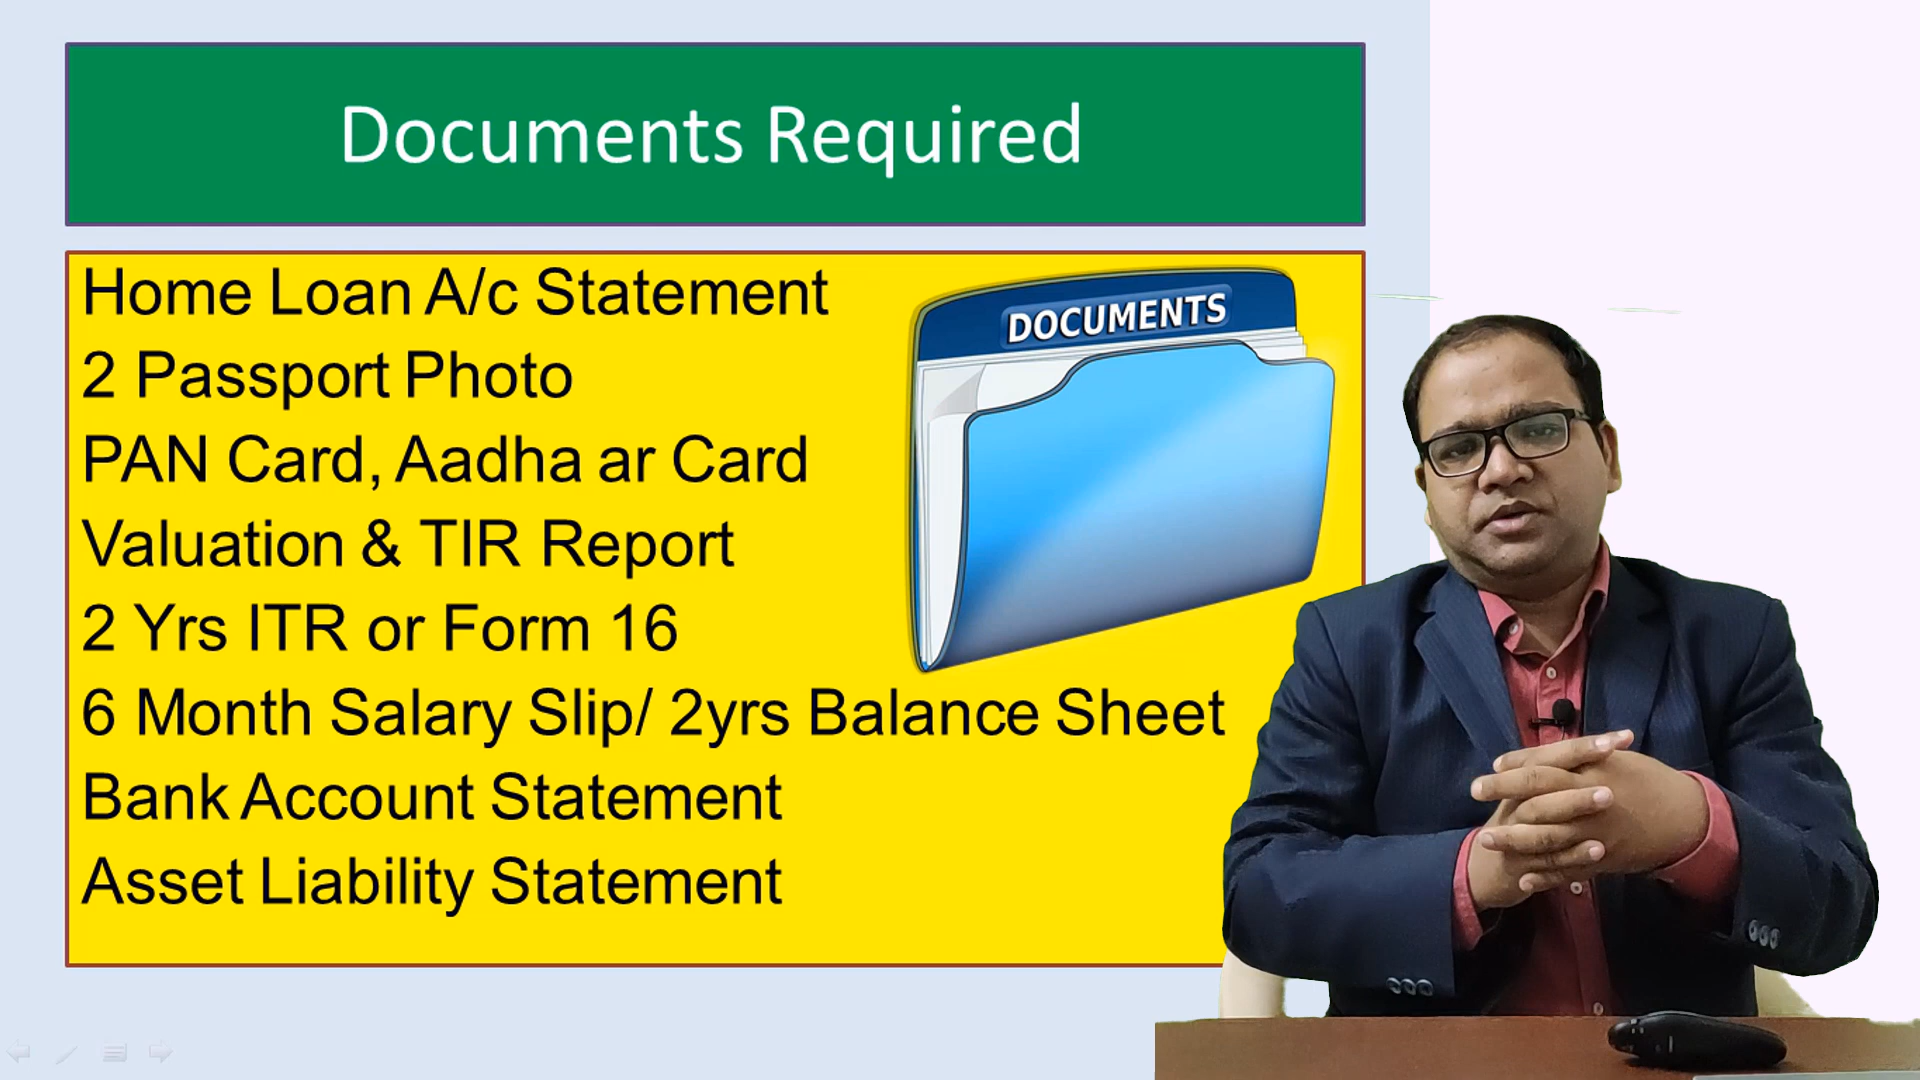 Documents Required
Home Loan A/c Statement
DOCUMENTS
2 Passport Photo
PAN Card, Aadha ar Card
Valuation & TIR Report
2 Yrs ITR or Form 16
6 Month Salary Slip/ 2yrs Balance Sheet
Bank Account Statement
Asset Liability Statement